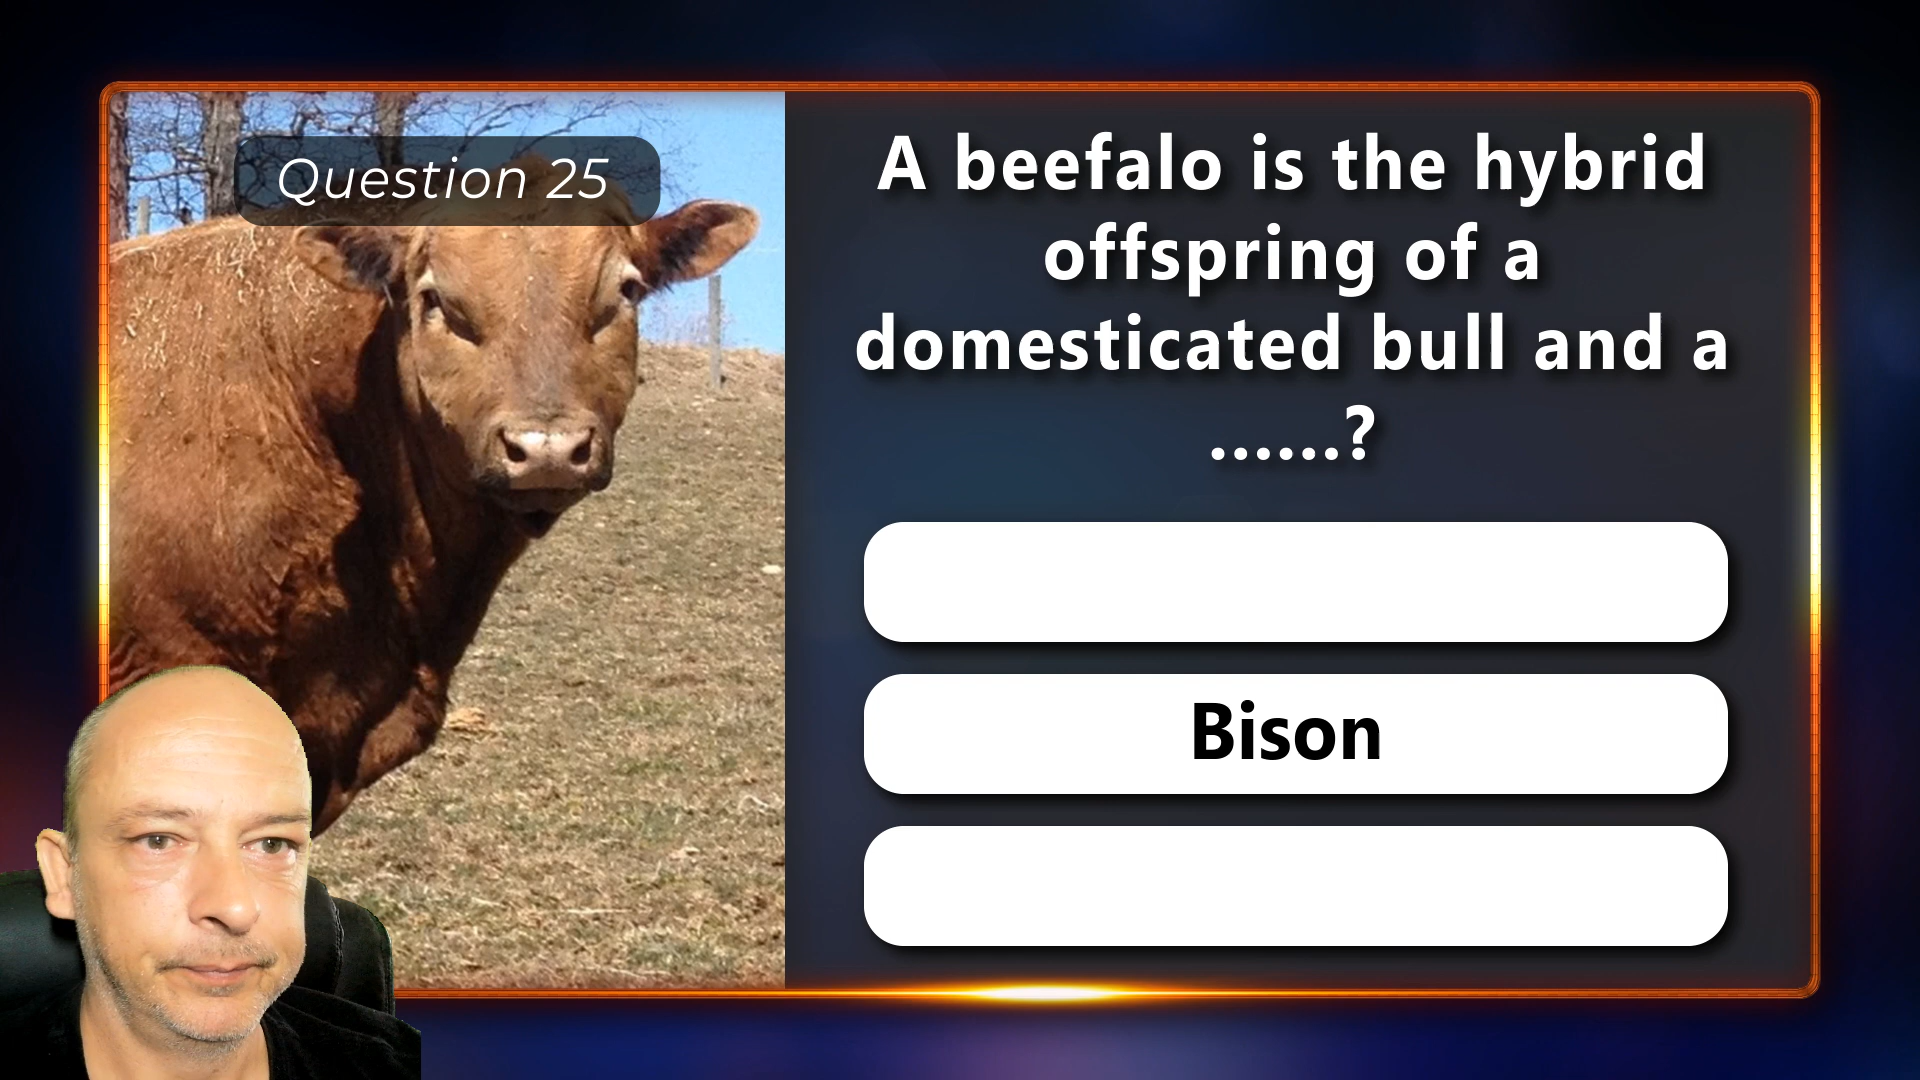 Question 25
A beefalo is the hybrid
offspring of a
domesticated bull and a
......?
Bison